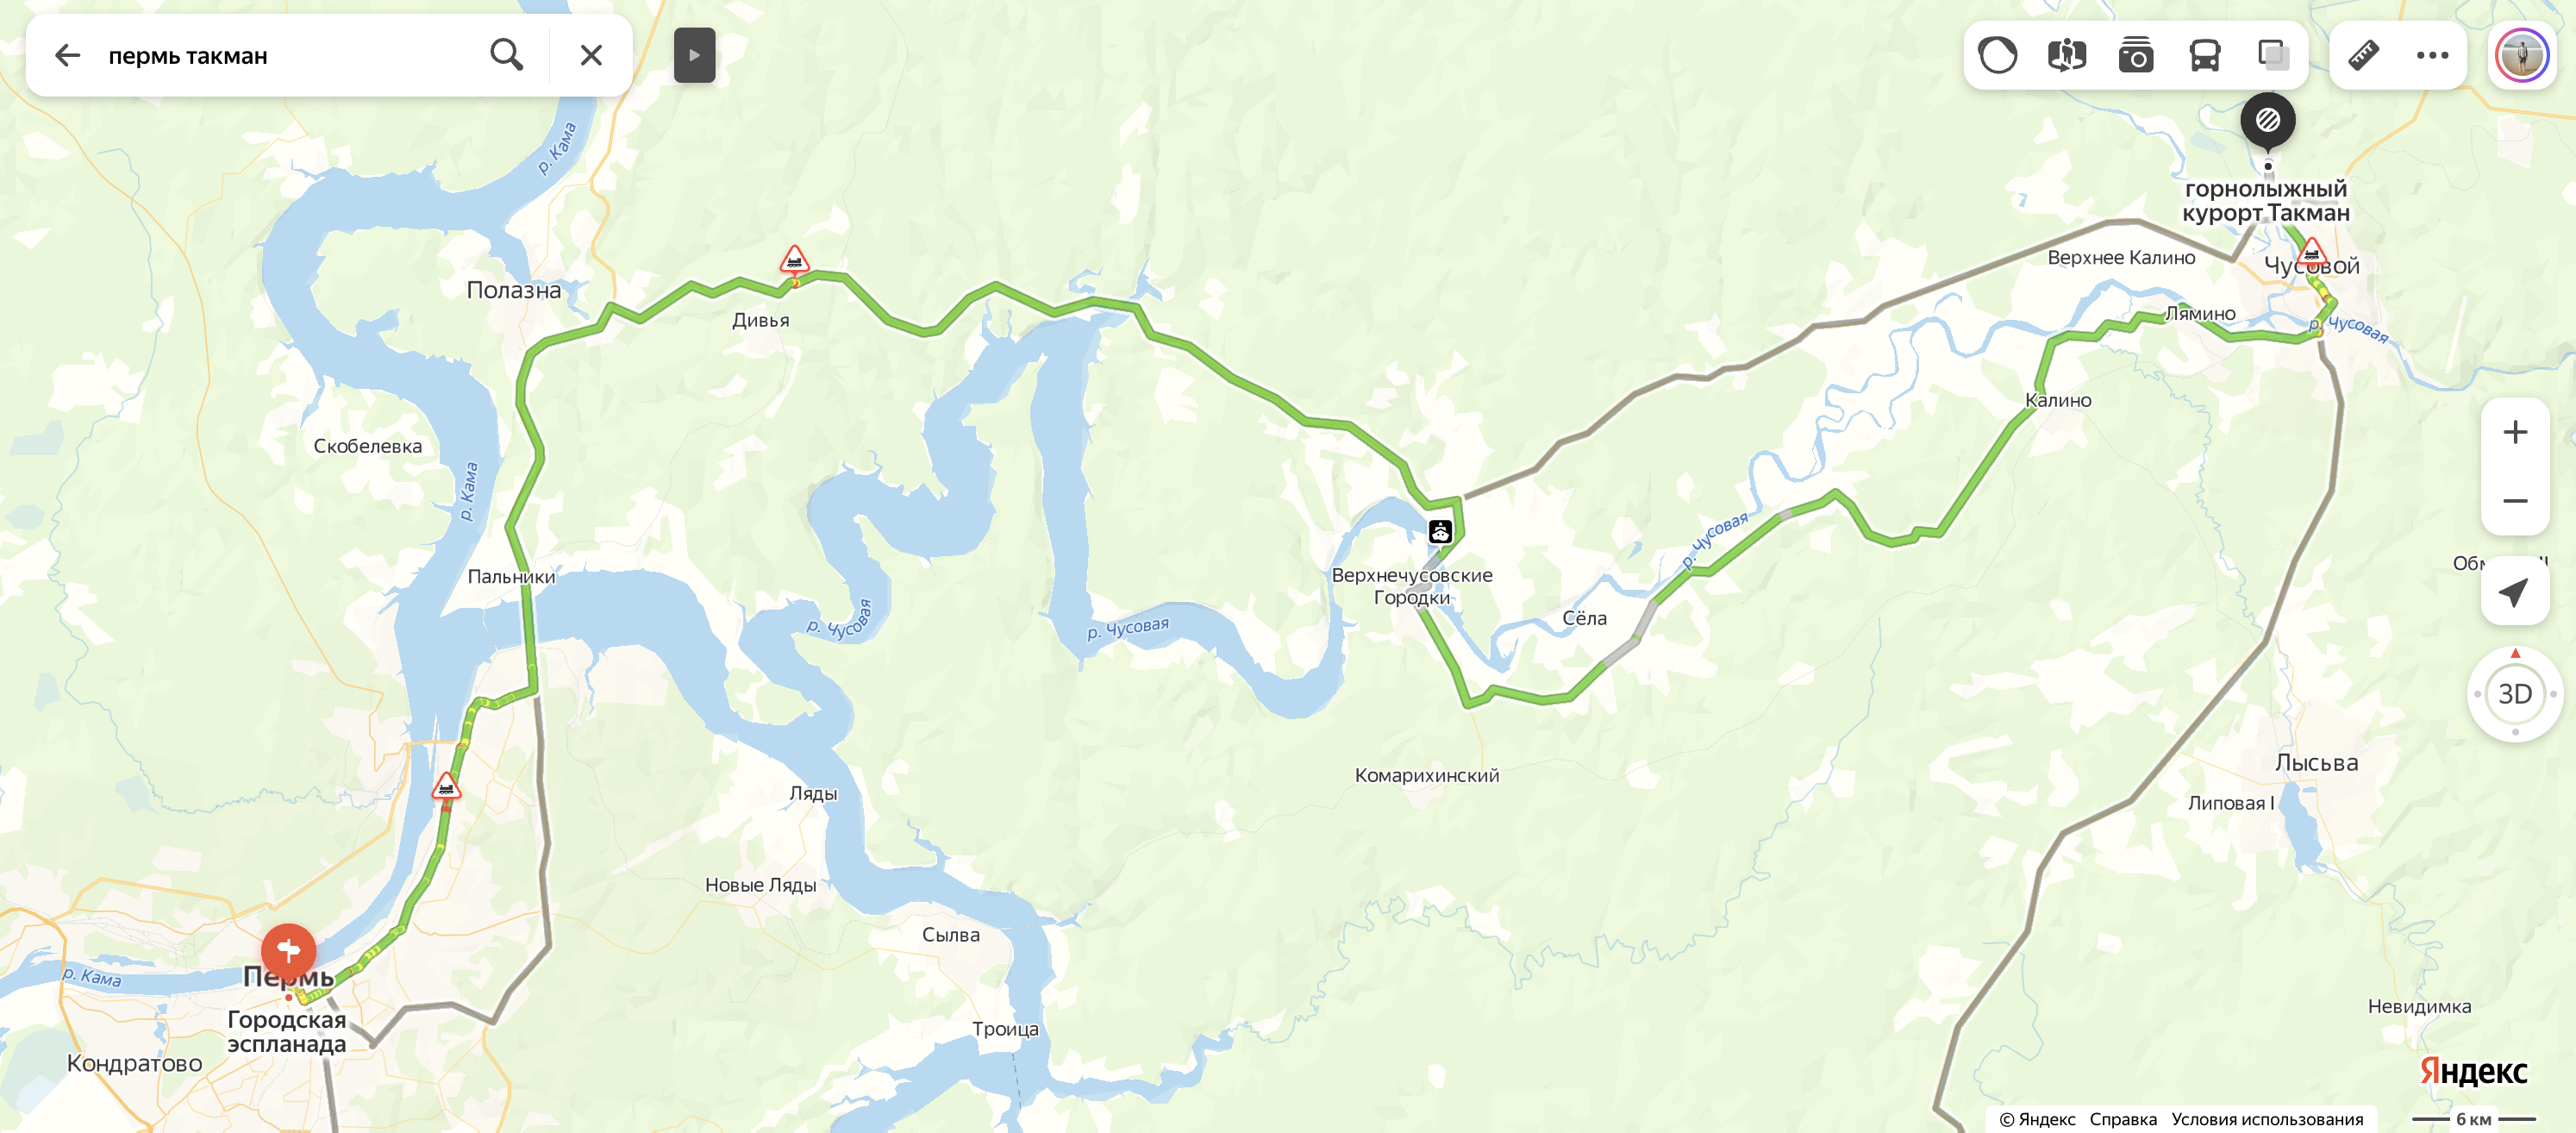 пермь такман
р. Кама
горнолыжный
курорт Такман
Верхнее Калино
Чусовой
Полазна
Дивья
Лямино
р. Чусовая
Калино
Скобелевка
р. Кама
р. Чусовая
Пальники
Верхнечусовские
Городки
Сёла
р. Чусовая
р. Чусовая
3D
Комарихинский
Лысьва
Ляды
Липовая I
Новые Ляды
Сылва
р. Кама
Пермь
Городская
эспланада
Троица
Невидимка
Кондратово
Яндекс
© Яндекс Справка Условия использования
6 км